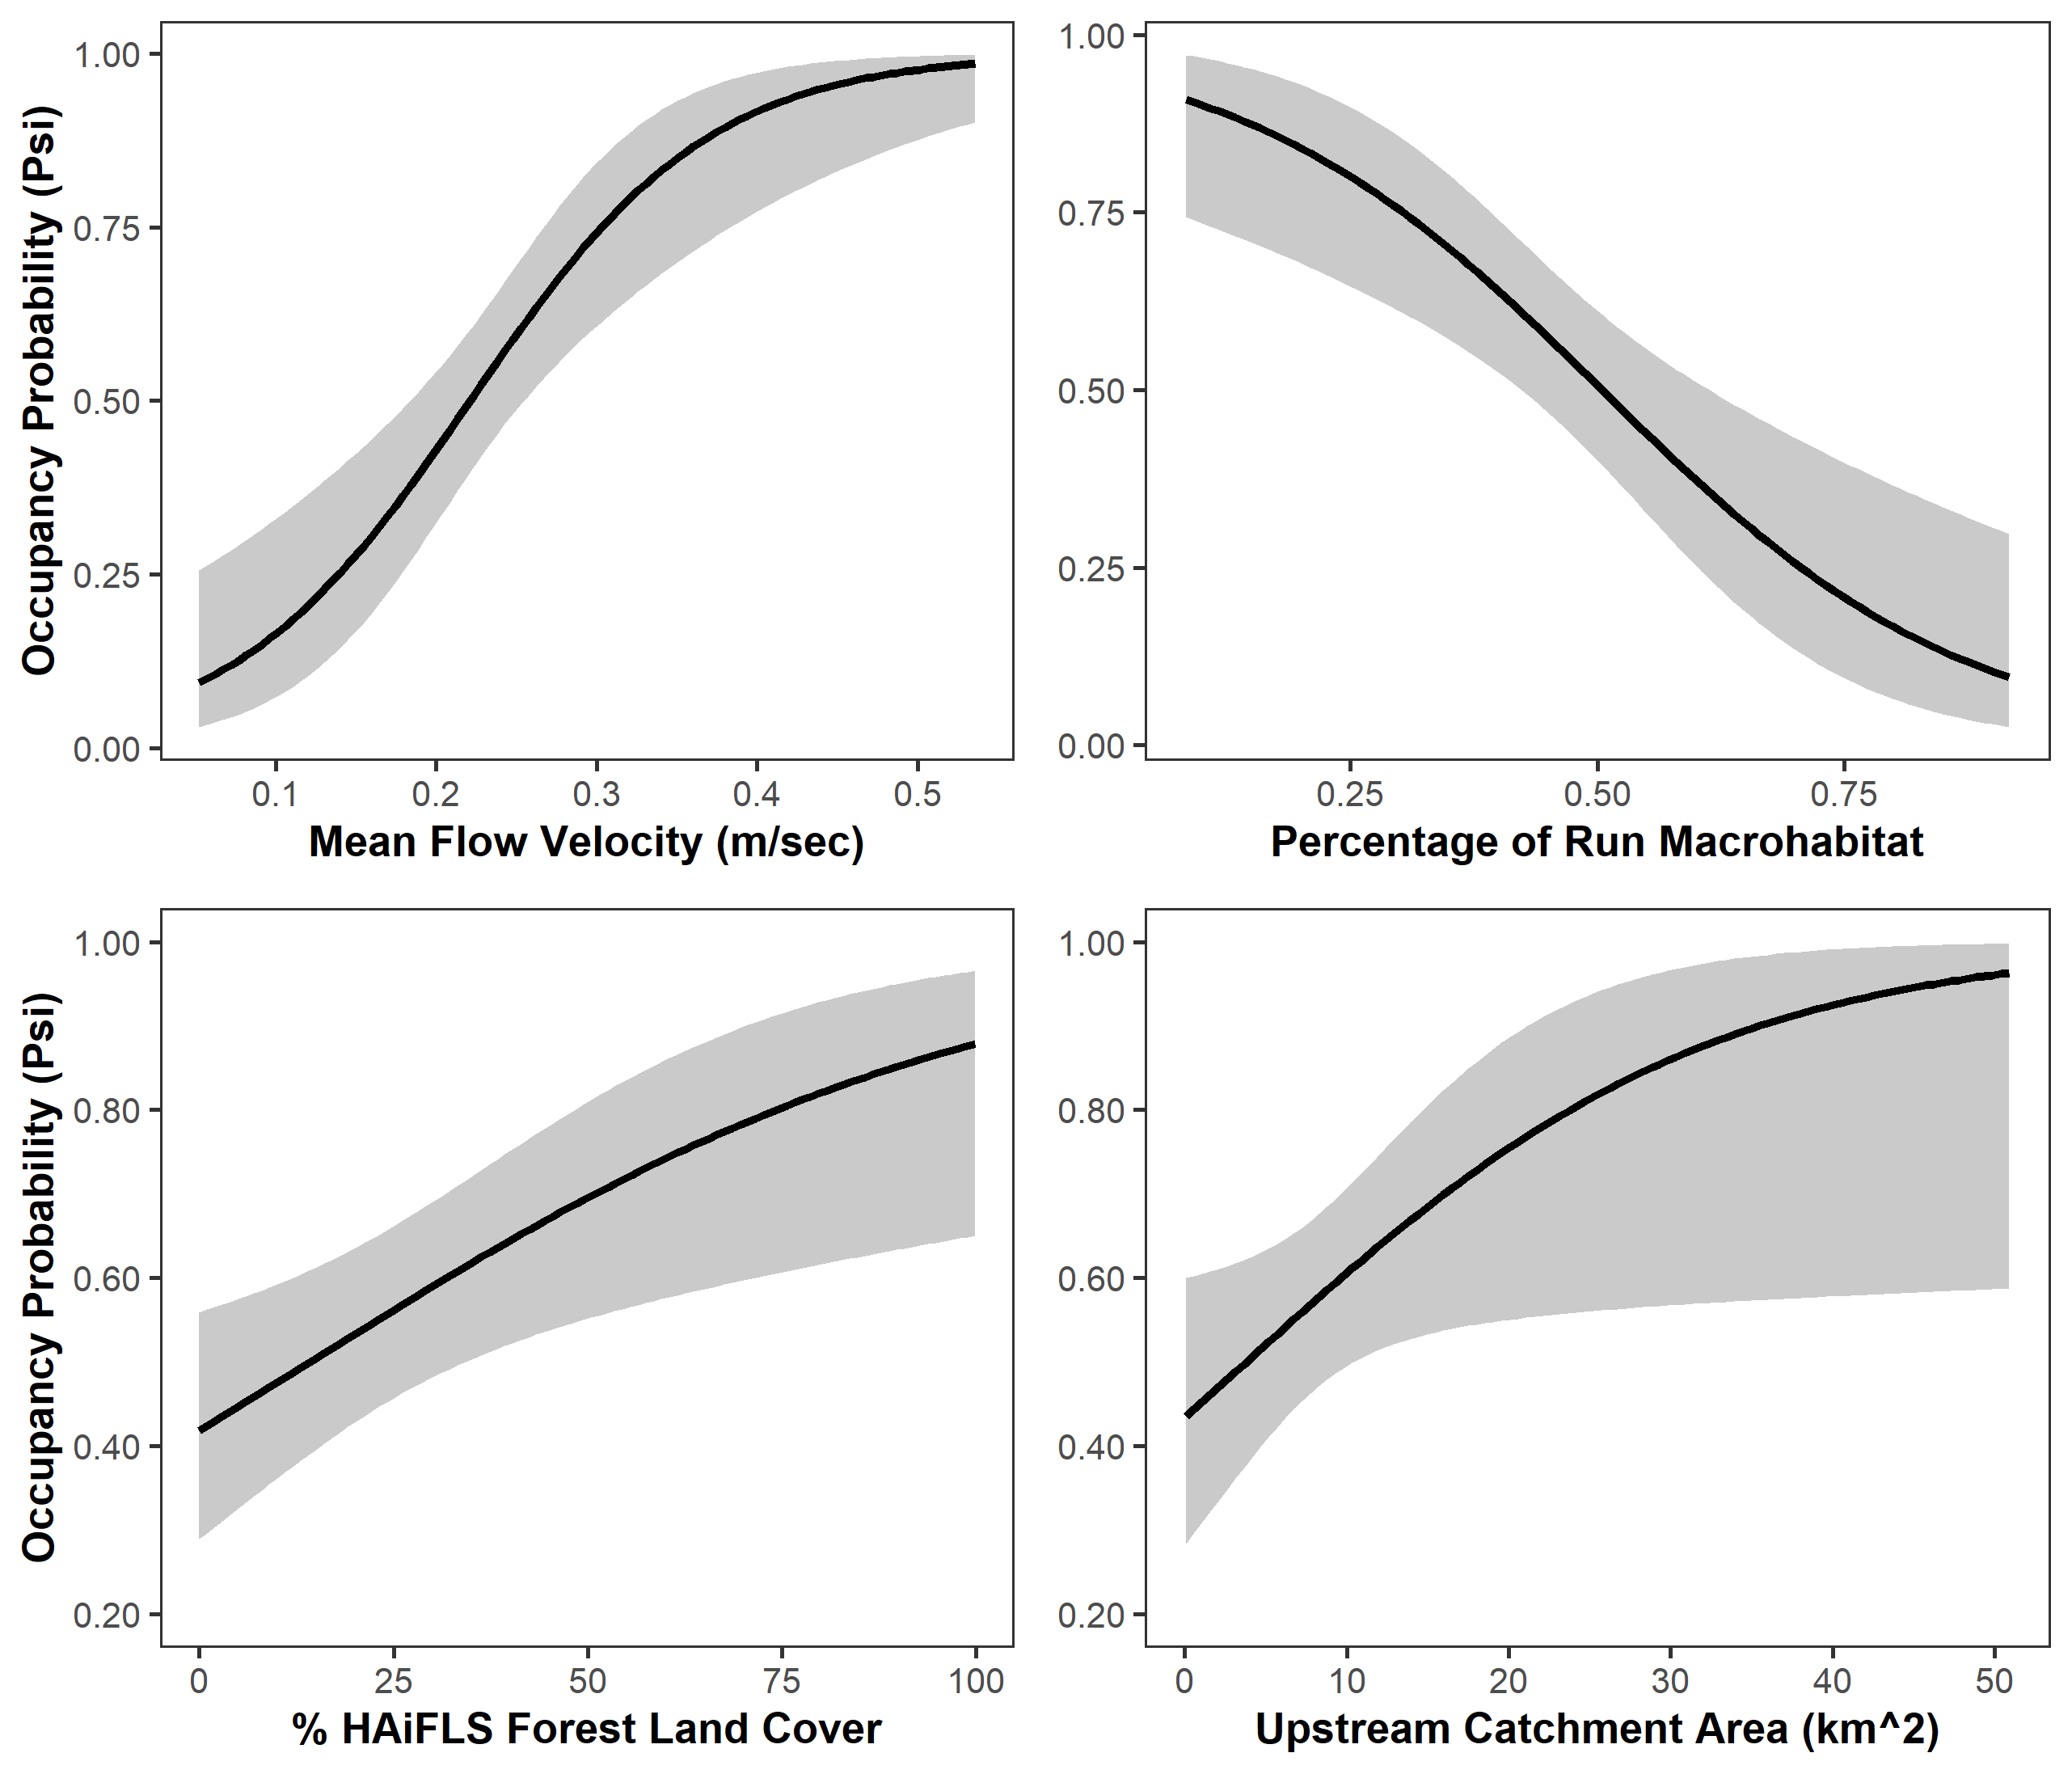 Occupancy Probability (Psi)
1.00
0.75
0.50
0.25
0.00
0.1 0.2 0.3 0.4 0.5
Mean Flow Velocity (m/sec)
1.00
0.75
0.50
0.25
0.00
0.25 0.50 0.75
Percentage of Run Macrohabitat
Occupancy Probability (Psi)
1.00
0.80
0.60
0.40
0.20
0 25 50 75 100
% HAiFLS Forest Land Cover
1.00
0.80
0.60
0.40
0.20
0 10 20 30 40 50
Upstream Catchment Area (km^2)